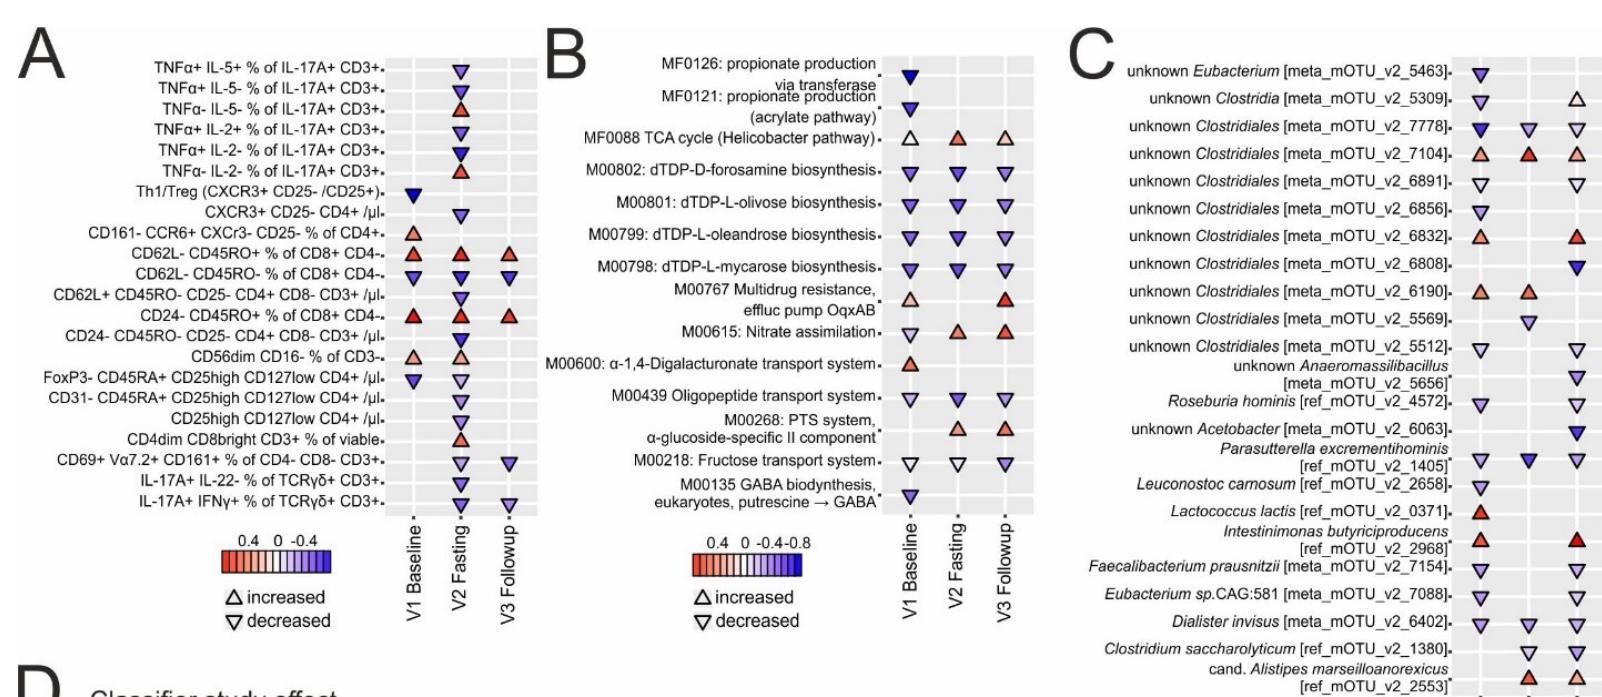 A
TNFα+ IL-5+ % of IL-17A+ CD3+
TNFα+ IL-5- % of IL-17A+ CD3+
TNFα- IL-5- % of IL-17A+ CD3+
TNFα+ IL-2+ % of IL-17A+ CD3+
TNFα+ IL-2- % of IL-17A+ CD3+
TNFα- IL-2- % of IL-17A+ CD3+
Th1/Treg (CXCR3+ CD25- /CD25+)
CXCR3+ CD25- CD4+ /µl
CD161- CCR6+ CXCr3- CD25- % of CD4+
CD62L- CD45RO+ % of CD8+ CD4-
CD62L- CD45RO- % of CD8+ CD4-
CD62L+ CD45RO- CD25- CD4+ CD8- CD3+ /µl
CD24- CD45RO+ % of CD8+ CD4-
CD24- CD45RO- CD25- CD4+ CD8- CD3+ /µl
CD56dim CD16- % of CD3-
FoxP3- CD45RA+ CD25high CD127low CD4+ /µl
CD31- CD45RA+ CD25high CD127low CD4+ /µl
CD25high CD127low CD4+ /µl
CD4dim CD8bright CD3+ % of viable
CD69+ Vα7.2+ CD161+ % of CD4- CD8- CD3+
IL-17A+ IL-22- % of TCRγδ+ CD3+
IL-17A+ IFNγ+ % of TCRγδ+ CD3+
0.4 0 -0.4
increased
decreased
V1 Baseline
V2 Fasting
V3 Followup
B
MF0126: propionate production
via transferase
MF0121: propionate production
(acrylate pathway)
MF0088 TCA cycle (Helicobacter pathway)
M00802: dTDP-D-forosamine biosynthesis
M00801: dTDP-L-olivose biosynthesis
M00799: dTDP-L-oleandrose biosynthesis
M00798: dTDP-L-mycarose biosynthesis
M00767 Multidrug resistance,
effluc pump OqxAB
M00615: Nitrate assimilation
M00600: α-1,4-Digalacturonate transport system
M00439 Oligopeptide transport system
M00268: PTS system,
α-glucoside-specific II component
M00218: Fructose transport system
M00135 GABA biodynthesis,
eukaryotes, putrescine → GABA
0.4 0 -0.4-0.8
increased
decreased
V1 Baseline
V2 Fasting
V3 Followup
C
unknown Eubacterium [meta_mOTU_v2_5463]
unknown Clostridia [meta_mOTU_v2_5309]
unknown Clostridiales [meta_mOTU_v2_7778]
unknown Clostridiales [meta_mOTU_v2_7104]
unknown Clostridiales [meta_mOTU_v2_6891]
unknown Clostridiales [meta_mOTU_v2_6856]
unknown Clostridiales [meta_mOTU_v2_6832]
unknown Clostridiales [meta_mOTU_v2_6808]
unknown Clostridiales [meta_mOTU_v2_6190]
unknown Clostridiales [meta_mOTU_v2_5569]
unknown Clostridiales [meta_mOTU_v2_5512]
unknown Anaeromassilibacillus
[meta_mOTU_v2_5656]
Roseburia hominis [ref_mOTU_v2_4572]
unknown Acetobacter [meta_mOTU_v2_6063]
Parasutterella excrementihominis
[ref_mOTU_v2_1405]
Leuconostoc carnosum [ref_mOTU_v2_2658]
Lactococcus lactis [ref_mOTU_v2_0371]
Intestinimonas butyriciproducens
[ref_mOTU_v2_2968]
Faecalibacterium prausnitzii [meta_mOTU_v2_7154]
Eubacterium sp.CAG:581 [meta_mOTU_v2_7088]
Dialister invisus [meta_mOTU_v2_6402]
Clostridium saccharolyticum [ref_mOTU_v2_1380]
cand. Alistipes marseilloanorexicus
[ref_mOTU_v2_2553]
D
Classifier study effect